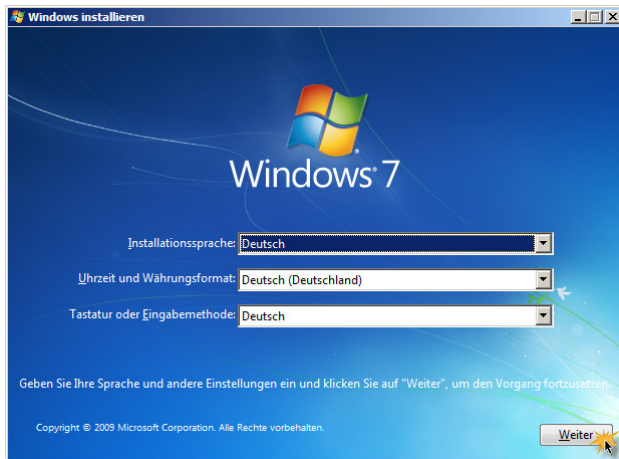 Windows installieren
Windows 7
Installationssprache: Deutsch
Uhrzeit und Währungsformat: Deutsch (Deutschland)
Tastatur oder Eingabemethode: Deutsch
Geben Sie Ihre Sprache und andere Einstellungen ein und klicken Sie auf "Weiter", um den Vorgang fortzusetzen.
Copyright © 2009 Microsoft Corporation. Alle Rechte vorbehalten.
Weiter